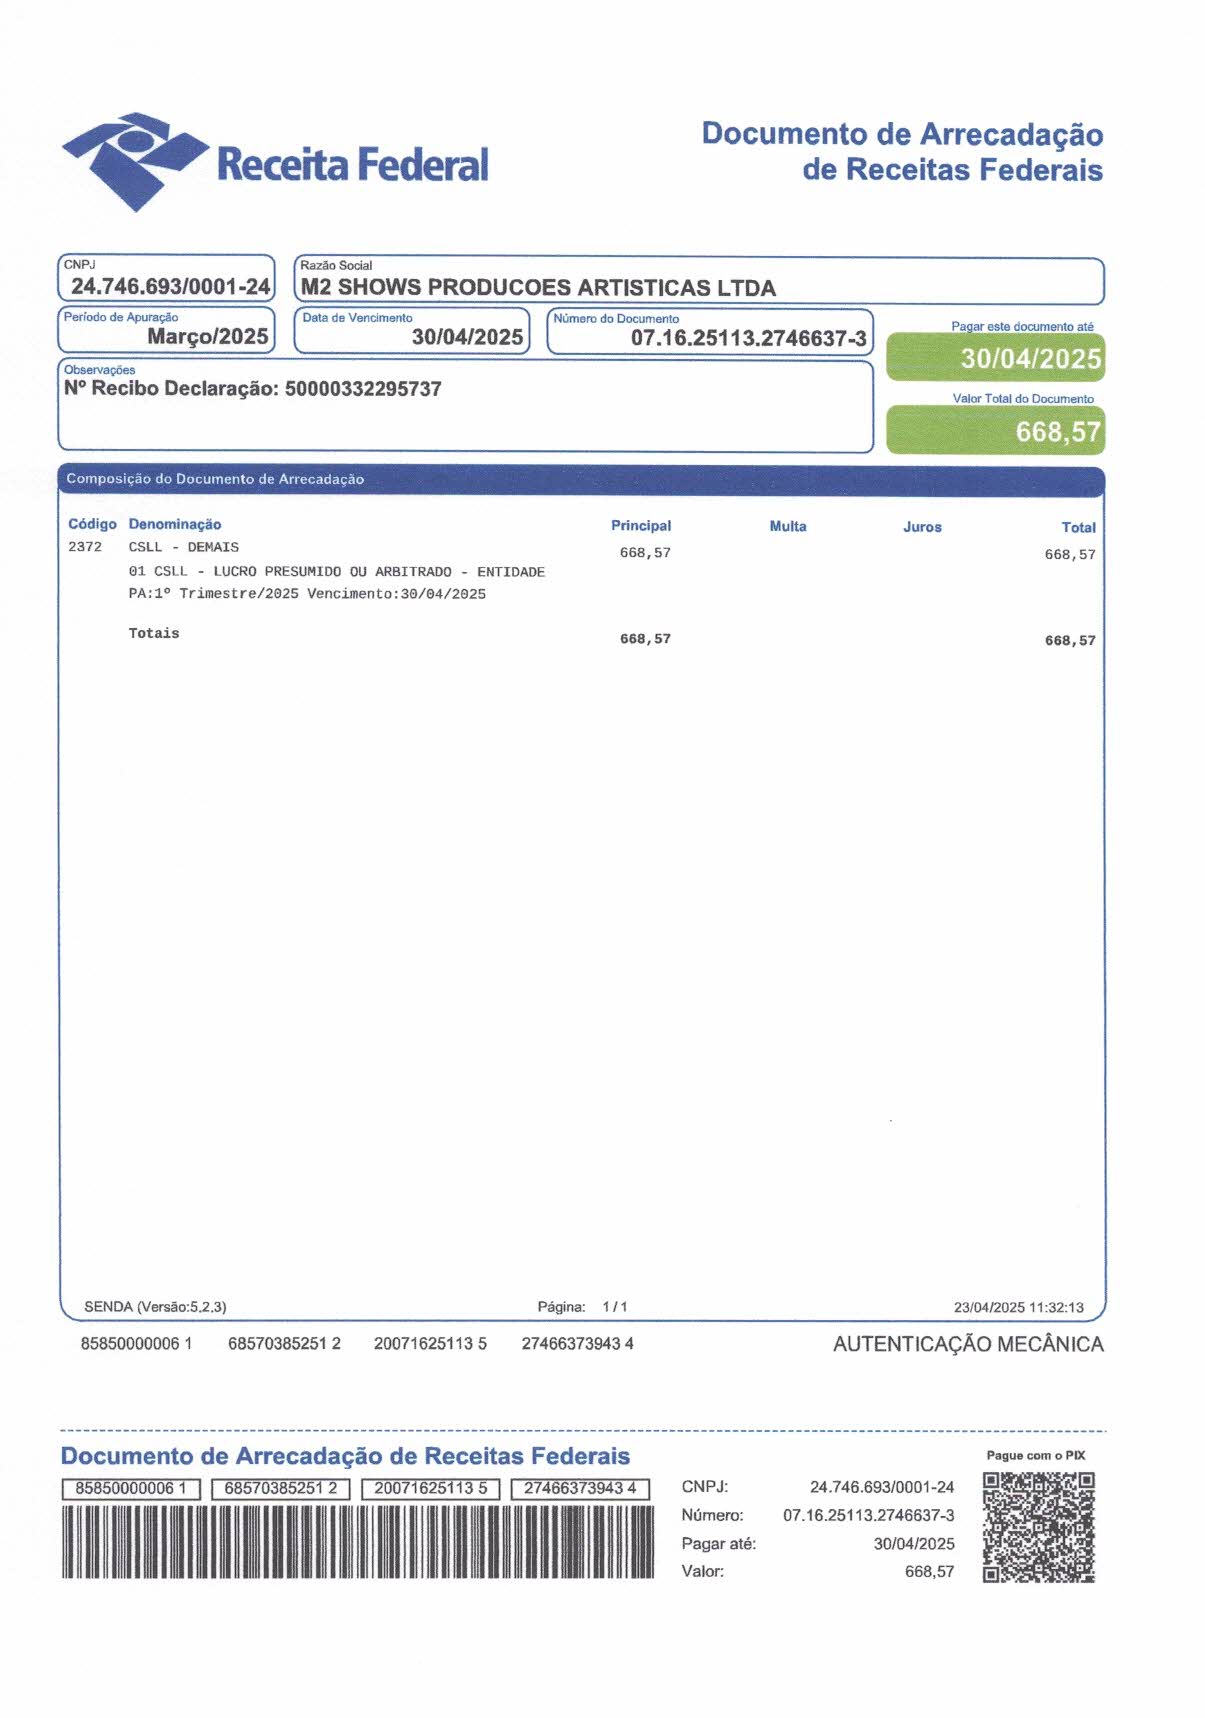 Receita Federal
Documento de Arrecadação
de Receitas Federais
CNPJ
24.746.693/0001-24
Razão Social
M2 SHOWS PRODUCOES ARTISTICAS LTDA
Período de Apuração
Março/2025
Data de Vencimento
30/04/2025
Número do Documento
07.16.25113.2746637-3
Pagar este documento até
30/04/2025
Observações
Nº Recibo Declaração: 50000332295737
Valor Total do Documento
668,57
Composição do Documento de Arrecadação
Código Denominação Principal Multa Juros Total
2372 CSLL - DEMAIS 668,57 668,57
01 CSLL - LUCRO PRESUMIDO OU ARBITRADO - ENTIDADE
PA:1º Trimestre/2025 Vencimento:30/04/2025
Totais 668,57 668,57
SENDA (Versão:5.2.3) Página: 1 / 1 23/04/2025 11:32:13
85850000006 1 68570385251 2 20071625113 5 27466373943 4 AUTENTICAÇÃO MECÂNICA
Documento de Arrecadação de Receitas Federais
85850000006 1 68570385251 2 20071625113 5 27466373943 4
CNPJ: 24.746.693/0001-24
Número: 07.16.25113.2746637-3
Pagar até: 30/04/2025
Valor: 668,57
Pague com o PIX